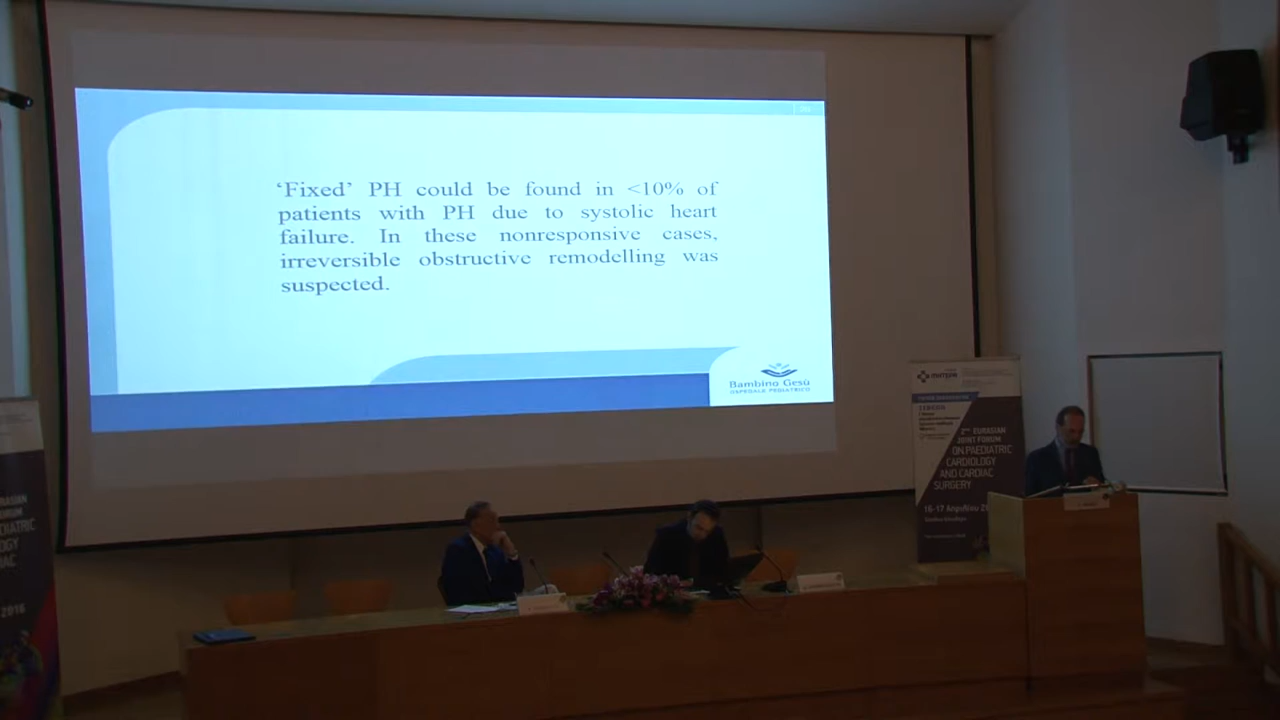 ‘Fixed’ PH could be found in <10% of
patients with PH due to systolic heart
failure. In these nonresponsive cases,
irreversible obstructive remodelling was
suspected.
Bambino Gesù
OSPEDALE PEDIATRICO
2ND EURASIAN
JOINT FORUM
ON PAEDIATRIC
CARDIOLOGY
AND CARDIAC
SURGERY
2016